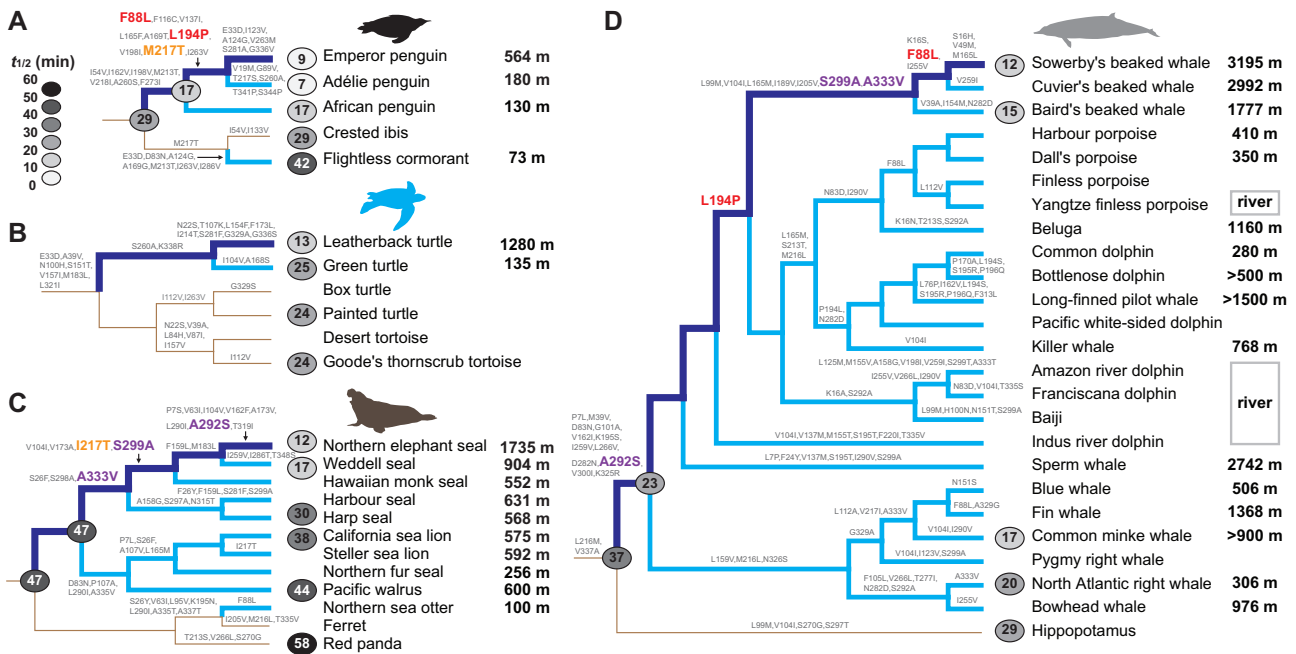 A
t1/2 (min)
60
50
40
30
20
10
0
F88L,F116C,V137I,
L165F,A169T,L194P,
V198I,M217T,I263V
E33D,I123V,
A124G,V263M
S281A,G336V
I54V,I162V,I198V,M213T,
V218I,A260S,F273I
V19M,G89V,
T217S,S260A,
T341P,S344P
M217T
I54V,I133V
E33D,D83N,A124G,
A169G,M213T,I263V,I286V
29
17
9 Emperor penguin 564 m
7 Adélie penguin 180 m
17 African penguin 130 m
29 Crested ibis
42 Flightless cormorant 73 m
B
E33D,A39V,
N100H,S151T,
V157I,M183L,
L321I
S260A,K338R
N22S,T107K,L154F,F173L,
I214T,S281F,G329A,G336S
I104V,A168S
G329S
I112V,I263V
N22S,V39A,
L84H,V87I,
I157V
I112V
13 Leatherback turtle 1280 m
25 Green turtle 135 m
Box turtle
24 Painted turtle
Desert tortoise
24 Goode's thornscrub tortoise
C
P7S,V63I,I104V,V162F,A173V,
L290I,A292S,T319I
V104I,V173A,I217T,S299A
F159L,M183L
I259V,I286T,T348S
S26F,S298A,A333V
F26Y,F159L,S281F,S299A
A158G,S297A,N315T
P7L,S26F,
A107V,L165M
I217T
D83N,P107A,
L290I,A335V
S26Y,V63I,L95V,K195N,
L290I,A335T,A337T
F88L
I205V,M216L,T335V
T213S,V266L,S270G
47
47
12 Northern elephant seal 1735 m
17 Weddell seal 904 m
Hawaiian monk seal 552 m
Harbour seal 631 m
30 Harp seal 568 m
38 California sea lion 575 m
Steller sea lion 592 m
Northern fur seal 256 m
44 Pacific walrus 600 m
Northern sea otter 100 m
Ferret
58 Red panda
D
K16S,
F88L,
I255V
S16H,
V49M,
M165L
V259I
L99M,V104I,L165M,I189V,I205V,S299A,A333V
V39A,I154M,N282D
L194P
F88L
N83D,I290V
L112V
K16N,T213S,S292A
L165M,
S213T,
M216L
P170A,L194S,
S195R,P196Q
L76P,I162V,L194S,
S195R,P196Q,F313L
P194L,
N282D
V104I
L125M,M155V,A158G,V198I,V259I,S299T,A333T
I255V,V266L,I290V
N83D,V104I,T335S
K16A,S292A
L99M,H100N,N151T,S299A
V104I,V137M,M155T,S195T,F220I,T335V
L7P,F24Y,V137M,S195T,I290V,S299A
P7L,M39V,
D83N,G101A,
V162I,K195S,
I259V,L266V,
D282N,A292S,
V300I,K325R
L216M,
V337A
N151S
F88L,A329G
L112A,V217I,A333V
V104I,I290V
G329A
V104I,I123V,S299A
L159V,M216L,N326S
F105L,V266L,T277I,
N282D,S292A
A333V
I255V
L99M,V104I,S270G,S297T
37
23
12 Sowerby's beaked whale 3195 m
Cuvier's beaked whale 2992 m
15 Baird's beaked whale 1777 m
Harbour porpoise 410 m
Dall's porpoise 350 m
Finless porpoise
Yangtze finless porpoise river
Beluga 1160 m
Common dolphin 280 m
Bottlenose dolphin >500 m
Long-finned pilot whale >1500 m
Pacific white-sided dolphin
Killer whale 768 m
Amazon river dolphin
Franciscana dolphin river
Baiji
Indus river dolphin
Sperm whale 2742 m
Blue whale 506 m
Fin whale 1368 m
17 Common minke whale >900 m
Pygmy right whale
20 North Atlantic right whale 306 m
Bowhead whale 976 m
29 Hippopotamus